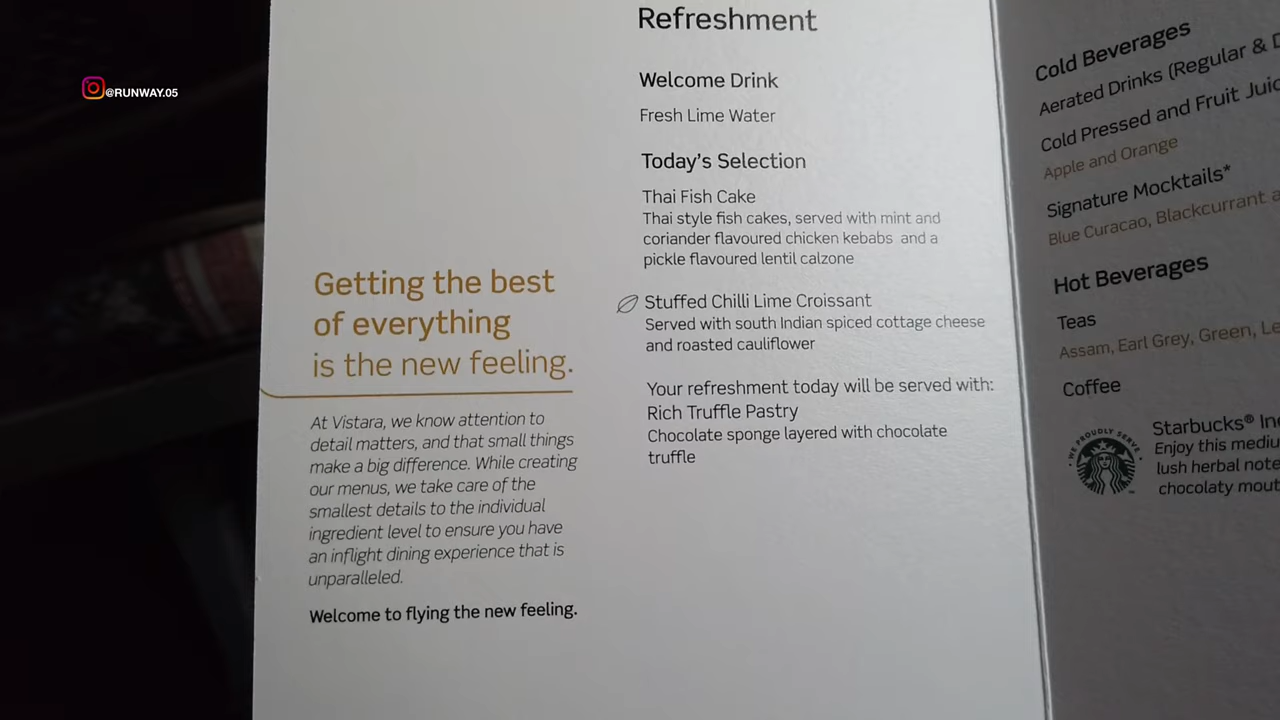 @RUNWAY.05
Getting the best
of everything
is the new feeling.
At Vistara, we know attention to
detail matters, and that small things
make a big difference. While creating
our menus, we take care of the
smallest details to the individual
ingredient level to ensure you have
an inflight dining experience that is
unparalleled.
Welcome to flying the new feeling.
Refreshment
Welcome Drink
Fresh Lime Water
Today's Selection
Thai Fish Cake
Thai style fish cakes, served with mint and
coriander flavoured chicken kebabs and a
pickle flavoured lentil calzone
Stuffed Chilli Lime Croissant
Served with south Indian spiced cottage cheese
and roasted cauliflower
Your refreshment today will be served with:
Rich Truffle Pastry
Chocolate sponge layered with chocolate
truffle
Cold Beverages
Aerated Drinks (Regular &
Cold Pressed and Fruit
Apple and Orange
Signature Mocktails*
Blue Curacao, Blackcurrant
Hot Beverages
Teas
Assam, Earl Grey, Green,
Coffee
WE PROUDLY SERVE
Starbucks®
Enjoy this
lush herbal
chocolaty